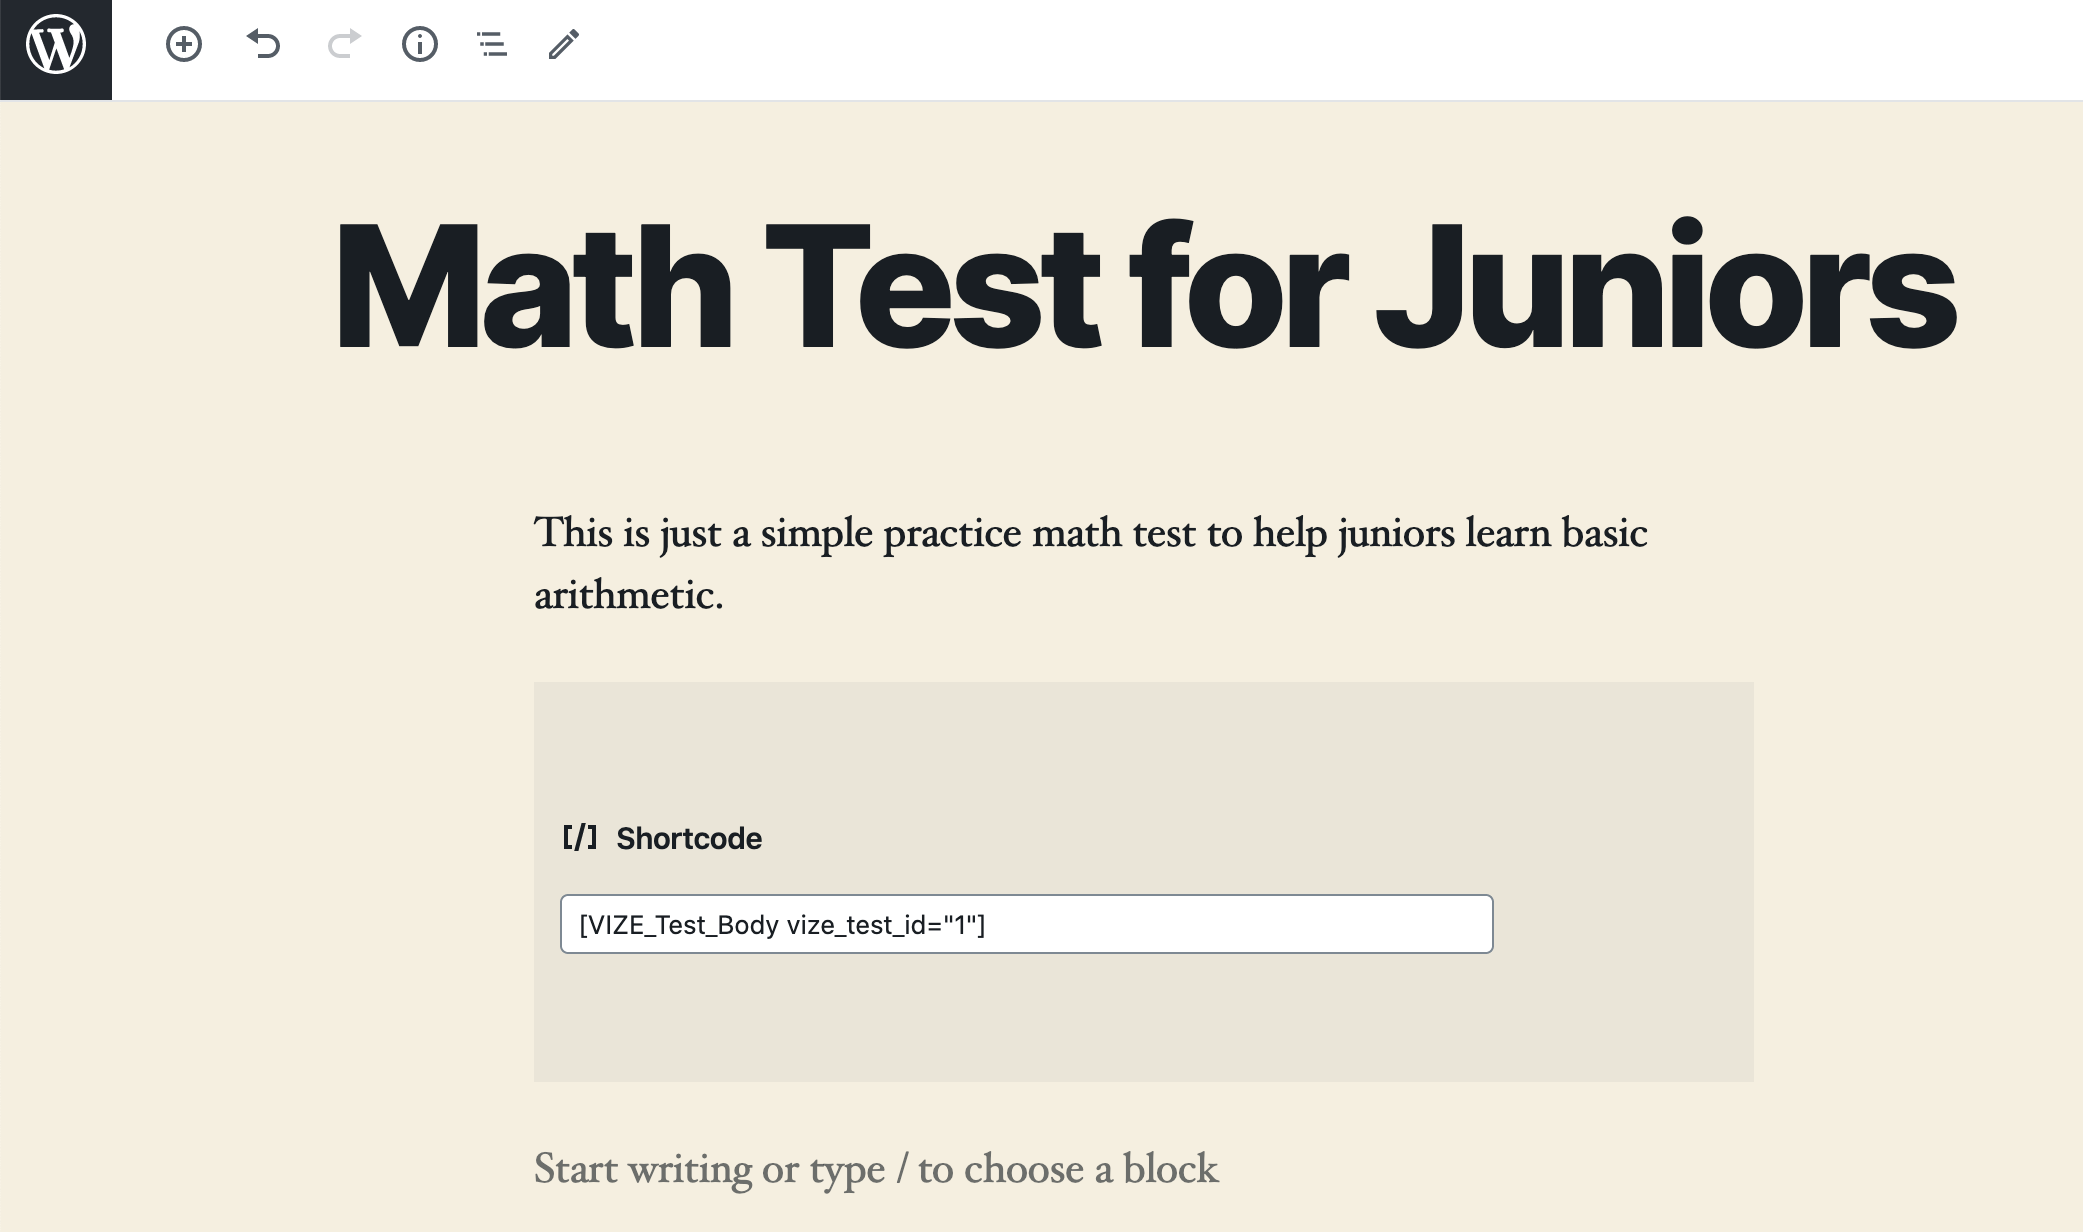 Math Test for Juniors
This is just a simple practice math test to help juniors learn basic
arithmetic.
[/] Shortcode
[VIZE_Test_Body vize_test_id="1"]
Start writing or type / to choose a block